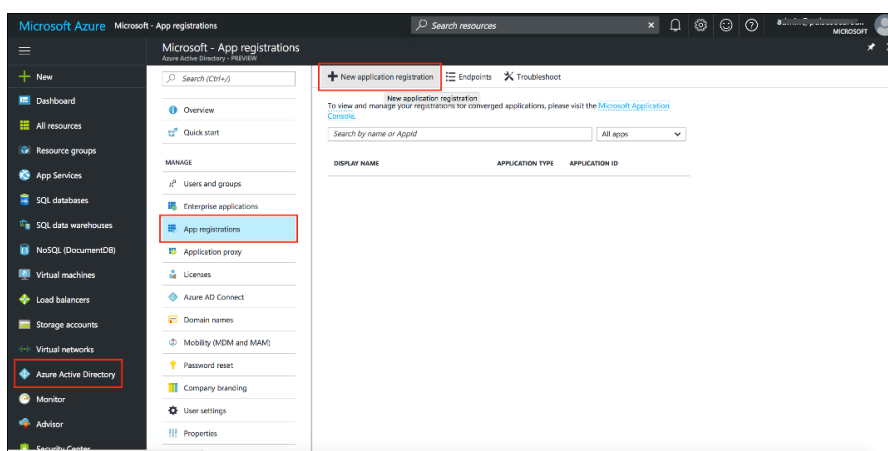 Microsoft Azure Microsoft - App registrations
Search resources
MICROSOFT
Microsoft - App registrations
Azure Active Directory - PREVIEW
New
Dashboard
All resources
Resource groups
App Services
SQL databases
SQL data warehouses
NoSQL (DocumentDB)
Virtual machines
Load balancers
Storage accounts
Virtual networks
Azure Active Directory
Monitor
Advisor
Security Center
Search (Ctrl+/)
Overview
Quick start
MANAGE
Users and groups
Enterprise applications
App registrations
Application proxy
Licenses
Azure AD Connect
Domain names
Mobility (MDM and MAM)
Password reset
Company branding
User settings
Properties
New application registration Endpoints Troubleshoot
New application registration
To view and manage your registrations for converged applications, please visit the Microsoft Application
Console.
Search by name or AppId All apps
DISPLAY NAME APPLICATION TYPE APPLICATION ID